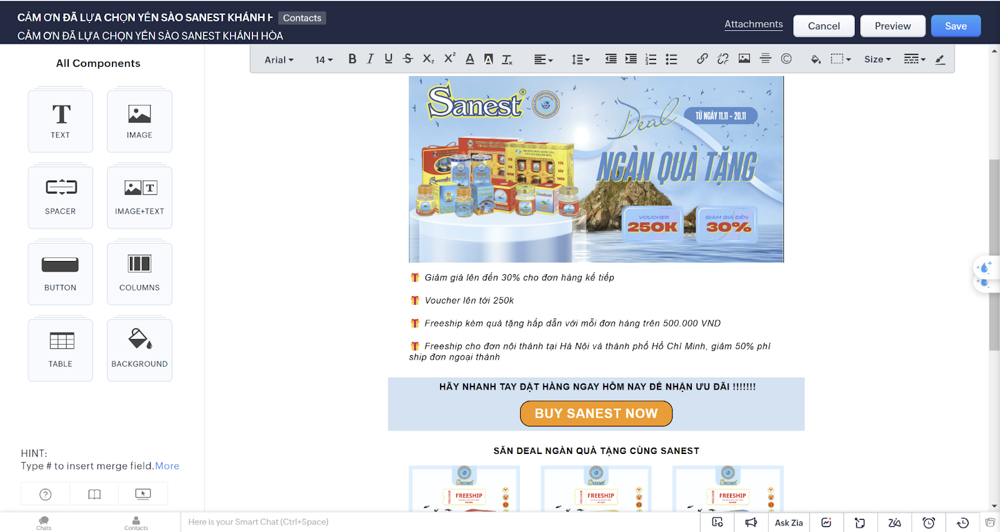 CẢM ƠN ĐÃ LỰA CHỌN YẾN SÀO SANEST KHÁNH H
Contacts
CẢM ƠN ĐÃ LỰA CHỌN YẾN SÀO SANEST KHÁNH HÒA
Attachments
Cancel
Preview
Save
All Components
Arial
14
Size
TEXT
IMAGE
SPACER
IMAGE+TEXT
BUTTON
COLUMNS
TABLE
BACKGROUND
HINT:
Type # to insert merge field. More
Sanest®
Deal
TỪ NGÀY 11.11 - 20.11
NGÀN QUÀ TẶNG
VOUCHER
250K
GIẢM GIÁ ĐẾN
30%
🎁 Giảm giá lên đến 30% cho đơn hàng kế tiếp
🎁 Voucher lên tới 250k
🎁 Freeship kèm quà tặng hấp dẫn với mỗi đơn hàng trên 500.000 VND
🎁 Freeship cho đơn nội thành tại Hà Nội và thành phố Hồ Chí Minh, giảm 50% phí
ship đơn ngoại thành
HÃY NHANH TAY ĐẶT HÀNG NGAY HÔM NAY ĐỂ NHẬN ƯU ĐÃI !!!!!!!
BUY SANEST NOW
SĂN DEAL NGÀN QUÀ TẶNG CÙNG SANEST
Sanest
VOUCHER
FREESHIP
Sanest
VOUCHER
FREESHIP
Sanest
VOUCHER
FREESHIP
Chats
Contacts
Here is your Smart Chat (Ctrl+Space)
Ask Zia